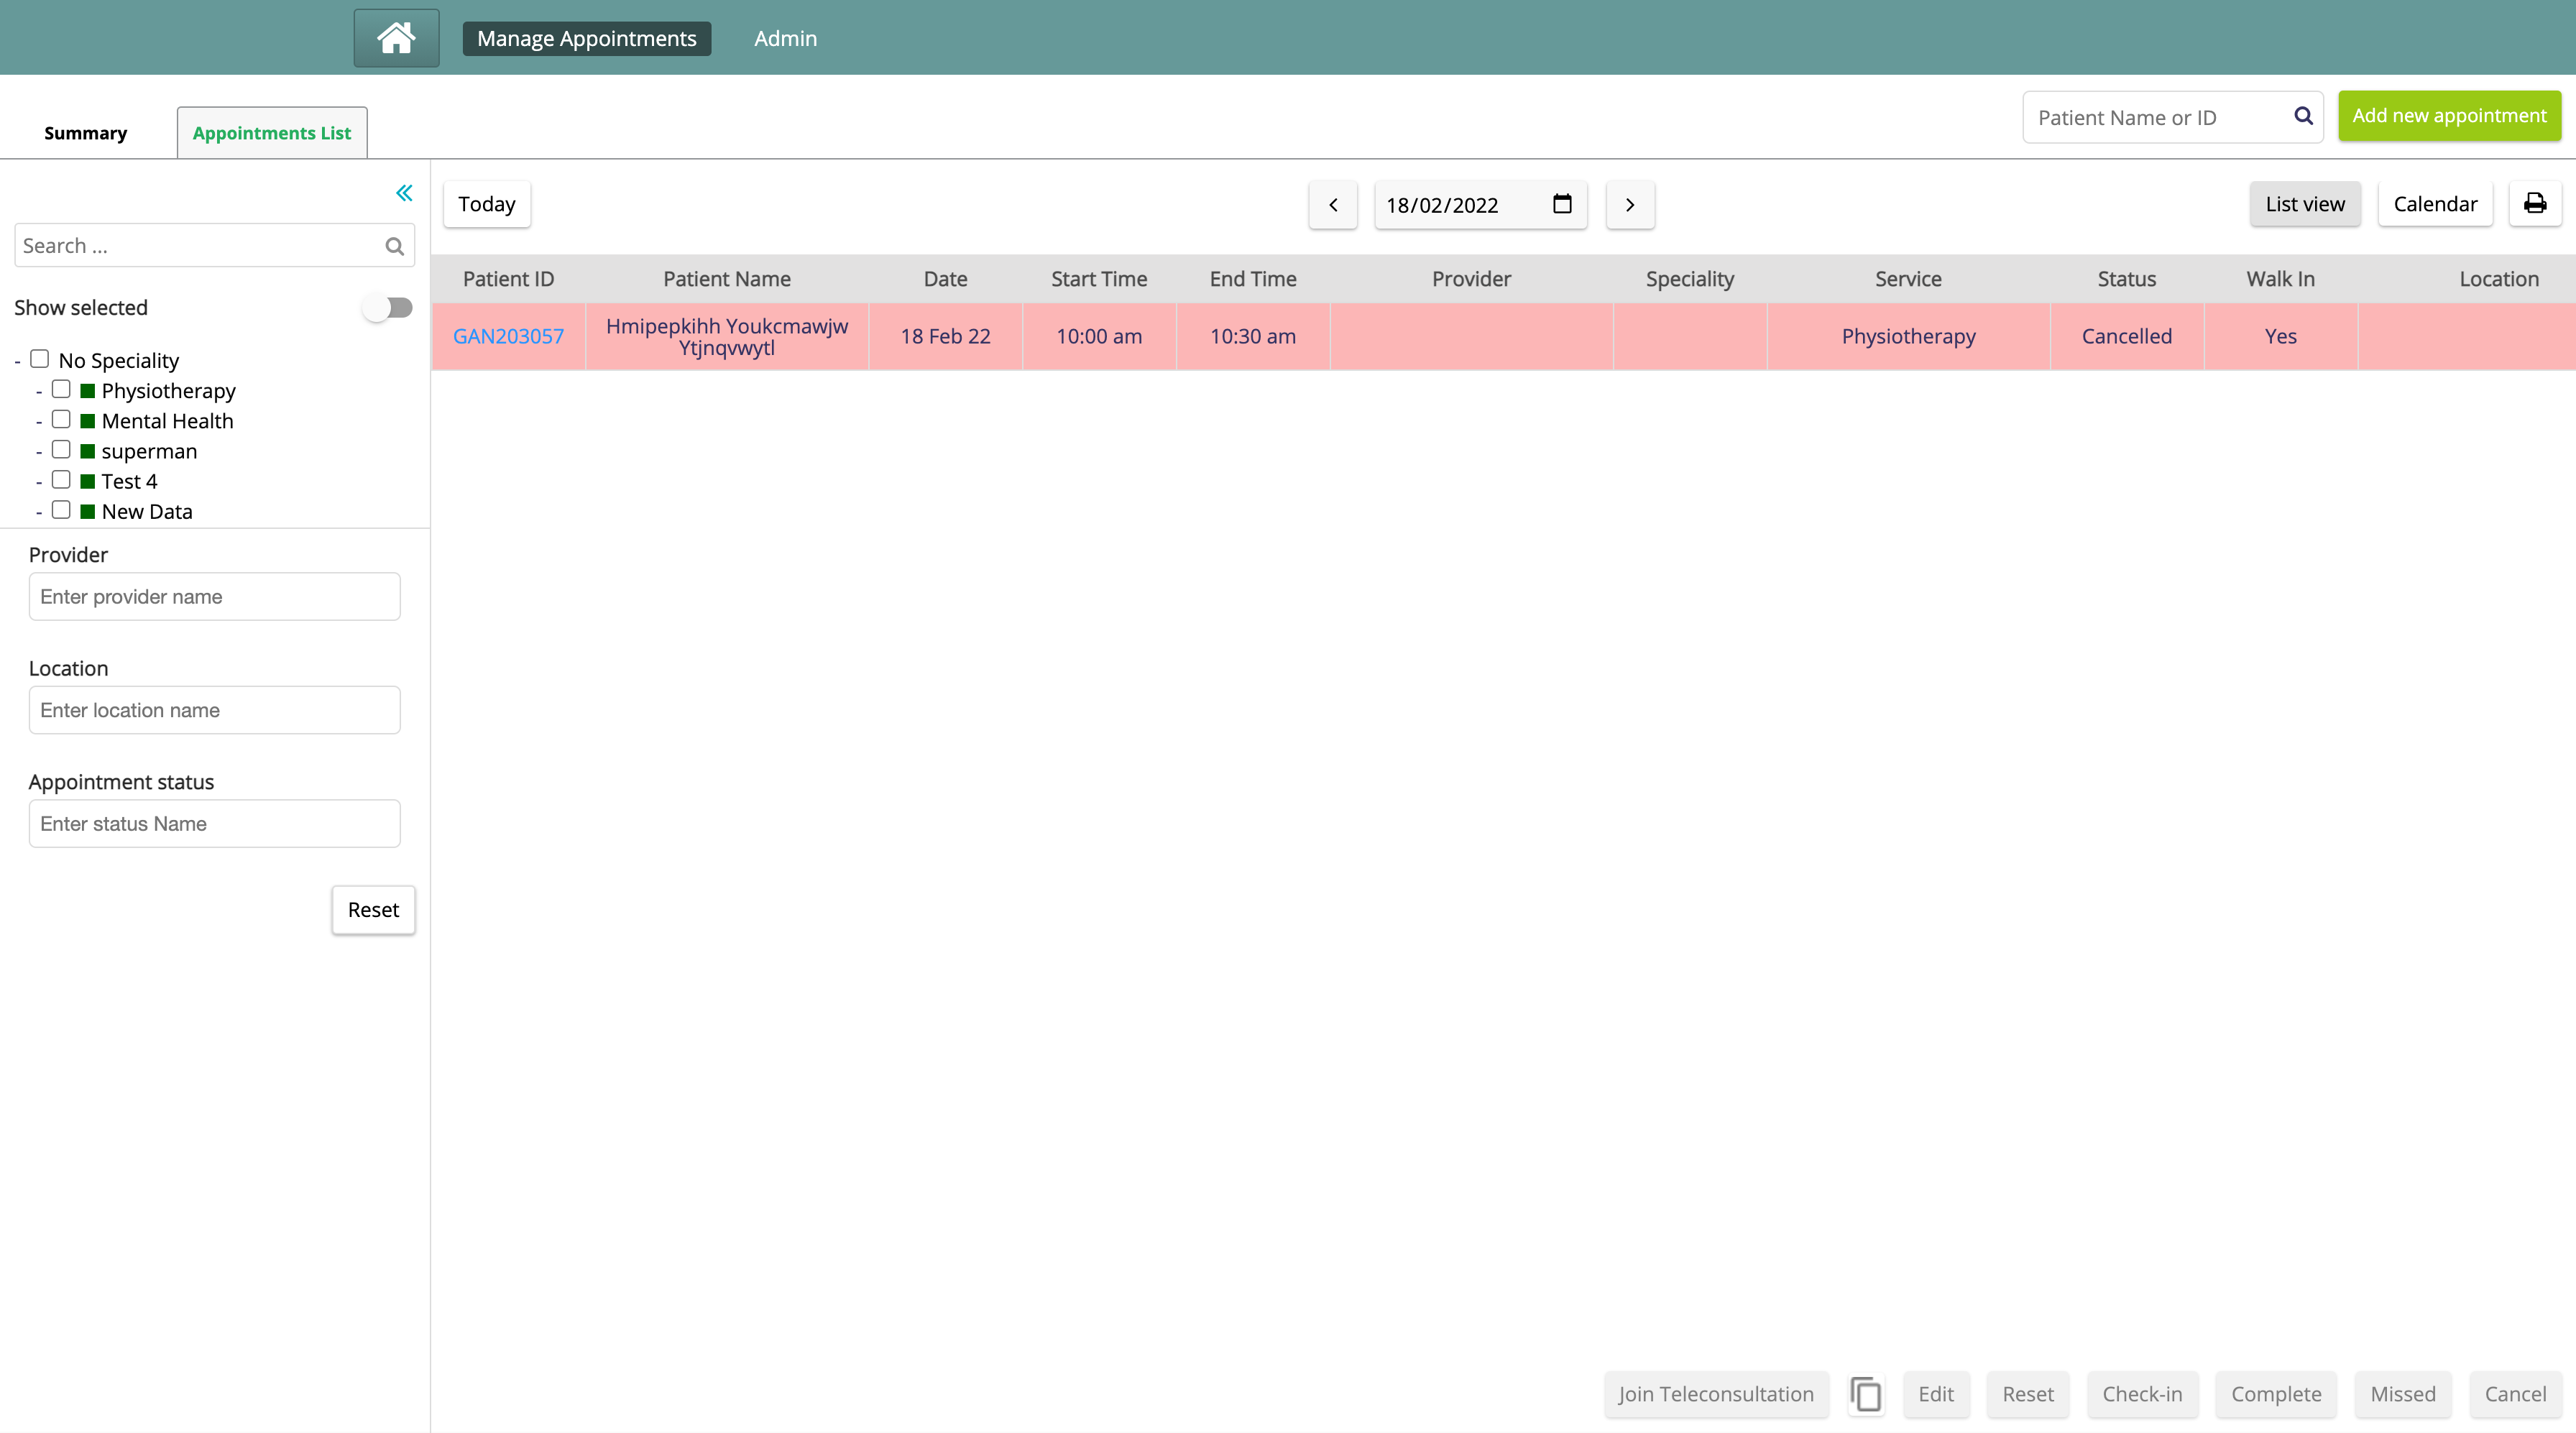 Manage Appointments
Admin
Summary
Appointments List
Patient Name or ID
Add new appointment
Search ...
Show selected
- No Speciality
- Physiotherapy
- Mental Health
- superman
- Test 4
- New Data
Provider
Enter provider name
Location
Enter location name
Appointment status
Enter status Name
Reset
Today
18/02/2022
List view
Calendar
Patient ID Patient Name Date Start Time End Time Provider Speciality Service Status Walk In Location
GAN203057 Hmipepkihh Youkcmawjw 18 Feb 22 10:00 am 10:30 am Physiotherapy Cancelled Yes
Ytjnqvwytl
Join Teleconsultation Edit Reset Check-in Complete Missed Cancel